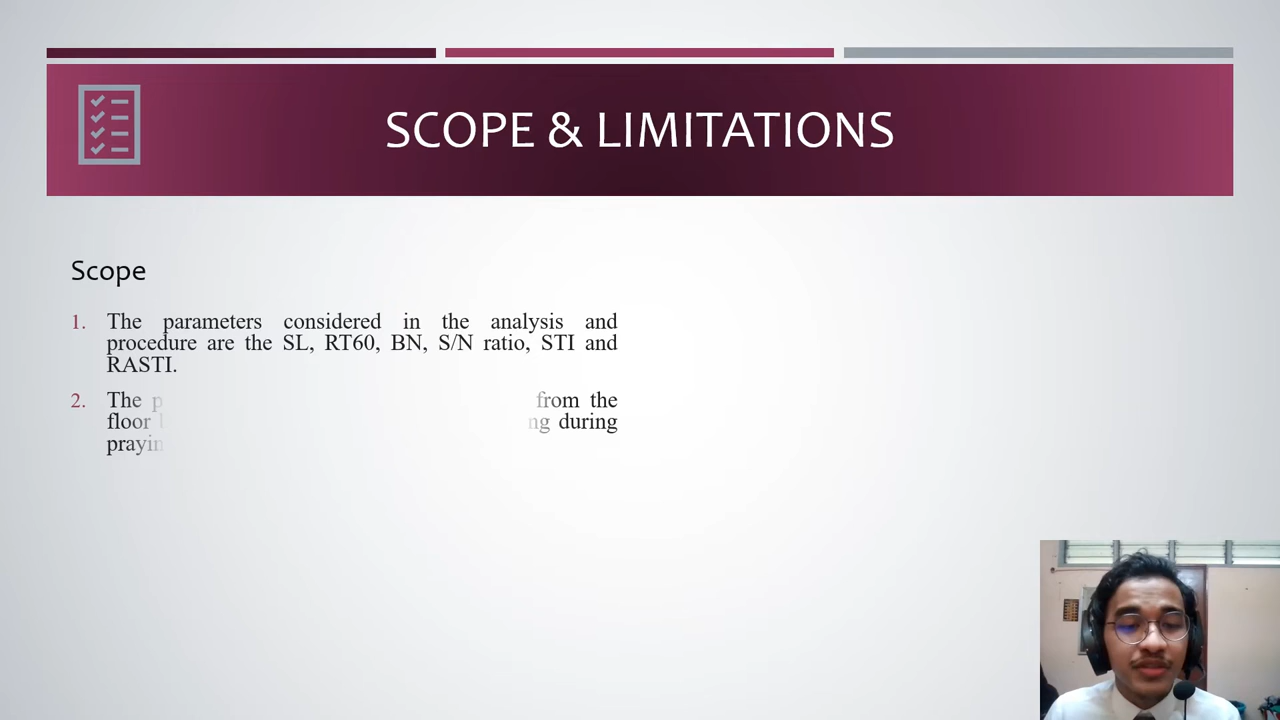 SCOPE & LIMITATIONS
Scope
1. The parameters considered in the analysis and
procedure are the SL, RT60, BN, S/N ratio, STI and
RASTI.
2. The from the
floor during